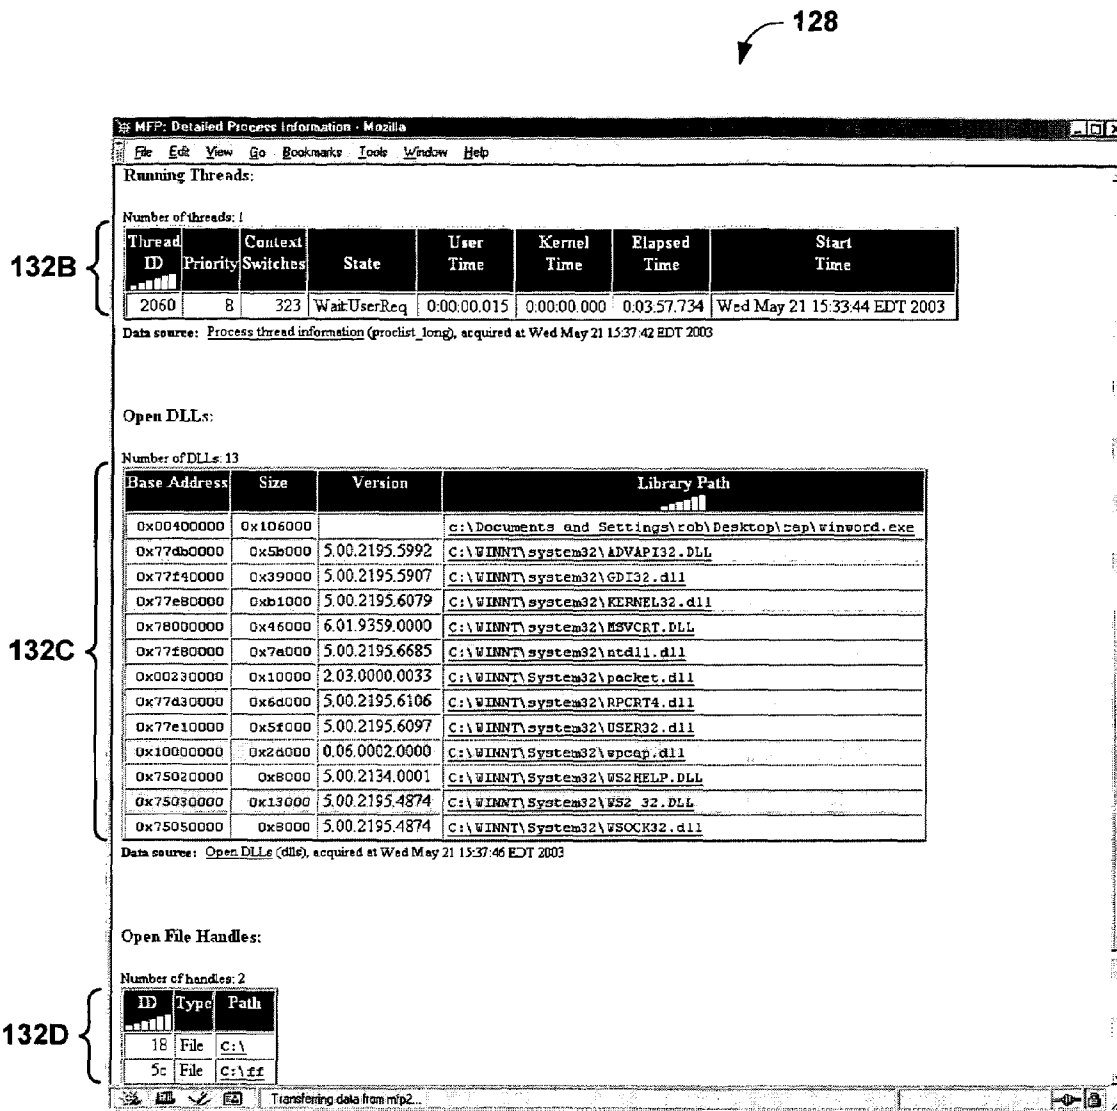 128
MFP: Detailed Process Information - Mozilla
File Edit View Go Bookmarks Tools Window Help
Running Threads:
Number of threads: 1
132B
Thread ID Priority Context Switches State User Time Kernel Time Elapsed Time Start Time
2060 8 323 Wait:UserReq 0:00:00.015 0:00:00.000 0:03:57.734 Wed May 21 15:33:44 EDT 2003
Data source: Process thread information (proclist_long), acquired at Wed May 21 15:37:42 EDT 2003
Open DLLs:
Number of DLLs: 13
132C
Base Address Size Version Library Path
0x00400000 0x106000 c:\Documents and Settings\rob\Desktop\cap\winword.exe
0x77db0000 0x5b000 5.00.2195.5992 C:\WINNT\system32\ADVAPI32.DLL
0x77f40000 0x39000 5.00.2195.5907 C:\WINNT\system32\GDI32.dll
0x77e80000 0xb1000 5.00.2195.6079 C:\WINNT\system32\KERNEL32.dll
0x78000000 0x46000 6.01.9359.0000 C:\WINNT\system32\MSVCRT.DLL
0x77f80000 0x7a000 5.00.2195.6685 C:\WINNT\system32\ntdll.dll
0x00230000 0x10000 2.03.0000.0033 C:\WINNT\system32\packet.dll
0x77d30000 0x6d000 5.00.2195.6106 C:\WINNT\system32\RPCRT4.dll
0x77e10000 0x5f000 5.00.2195.6097 C:\WINNT\system32\USER32.dll
0x10000000 0x2d000 0.06.0002.0000 C:\WINNT\System32\wpcap.dll
0x75020000 0x8000 5.00.2134.0001 C:\WINNT\System32\WS2HELP.DLL
0x75030000 0x13000 5.00.2195.4874 C:\WINNT\System32\WS2_32.DLL
0x75050000 0x8000 5.00.2195.4874 C:\WINNT\System32\WSOCK32.dll
Data source: Open DLLs (dlls), acquired at Wed May 21 15:37:46 EDT 2003
Open File Handles:
Number of handles: 2
132D
ID Type Path
18 File C:\
5c File C:\ff
Transferring data from mfp2...